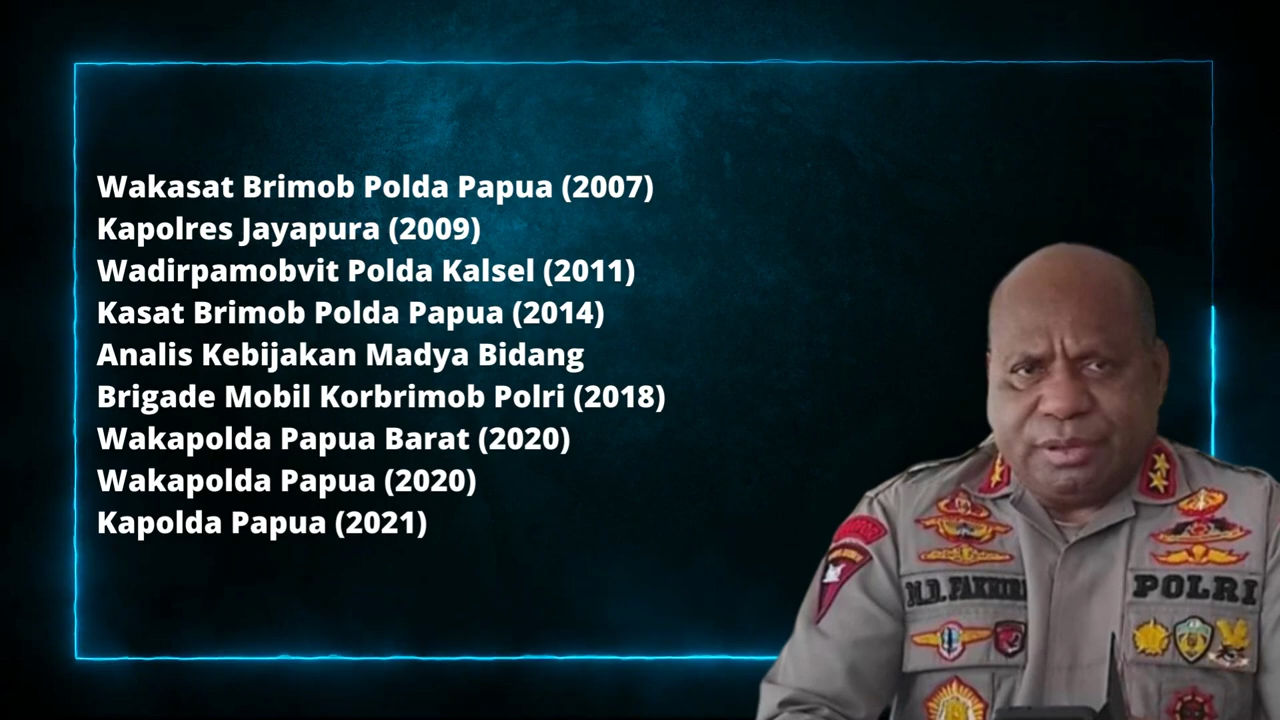 Wakasat Brimob Polda Papua (2007)
Kapolres Jayapura (2009)
Wadirpamobvit Polda Kalsel (2011)
Kasat Brimob Polda Papua (2014)
Analis Kebijakan Madya Bidang
Brigade Mobil Korbrimob Polri (2018)
Wakapolda Papua Barat (2020)
Wakapolda Papua (2020)
Kapolda Papua (2021)
POLRI